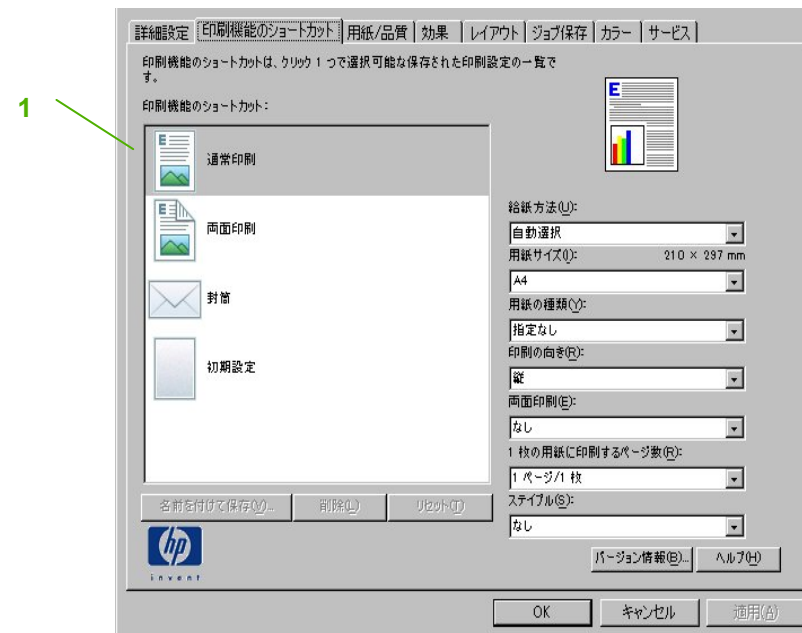 詳細設定 印刷機能のショートカット 用紙/品質 効果 レイアウト ジョブ保存 カラー サービス
印刷機能のショートカットは、クリック 1 つで選択可能な保存された印刷設定の一覧で
す。
印刷機能のショートカット:
1
E
通常印刷
E
両面印刷
封筒
初期設定
名前を付けて保存(V)... 削除(L) リセット(T)
hp
invent
E
給紙方法(U):
自動選択
用紙サイズ(I): 210 × 297 mm
A4
用紙の種類(Y):
指定なし
印刷の向き(R):
縦
両面印刷(E):
なし
1 枚の用紙に印刷するページ数(R):
1 ページ/1 枚
ステイプル(S):
なし
バージョン情報(B)... ヘルプ(H)
OK キャンセル 適用(A)